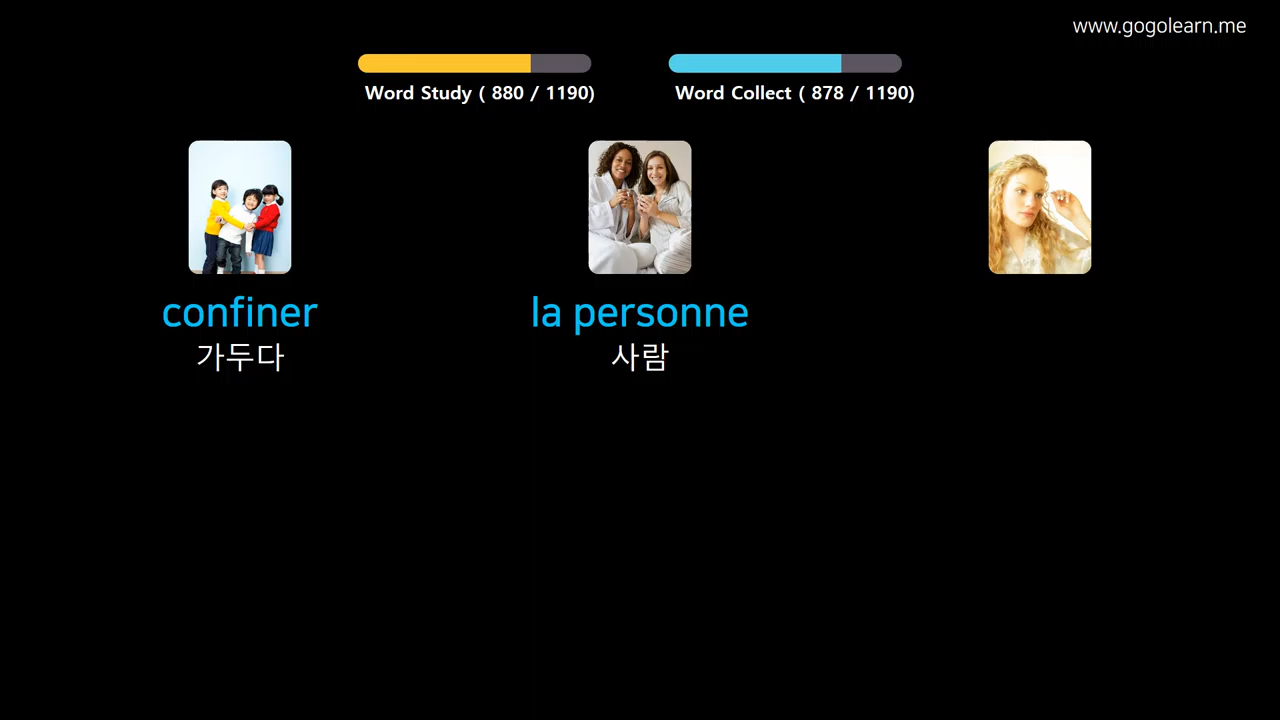 www.gogolearn.me
Word Study ( 880 / 1190)
Word Collect ( 878 / 1190)
confiner
가두다
la personne
사람